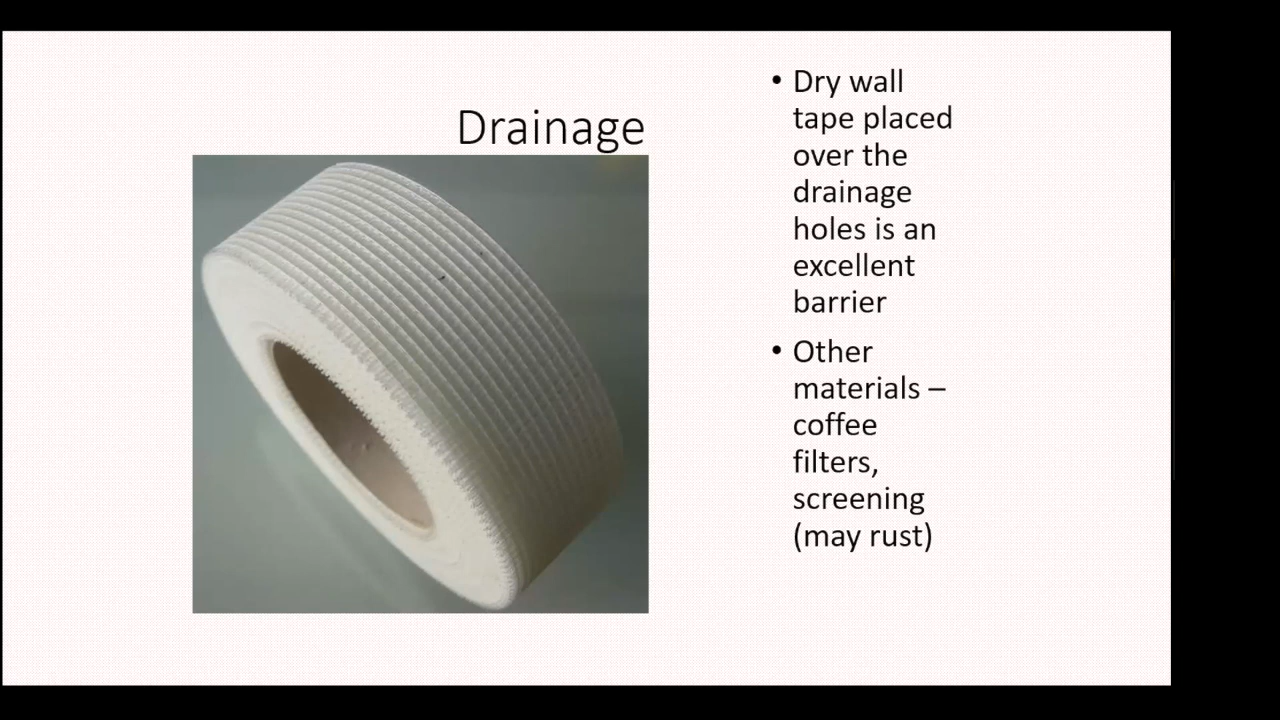 Drainage
• Dry wall
tape placed
over the
drainage
holes is an
excellent
barrier
• Other
materials –
coffee
filters,
screening
(may rust)